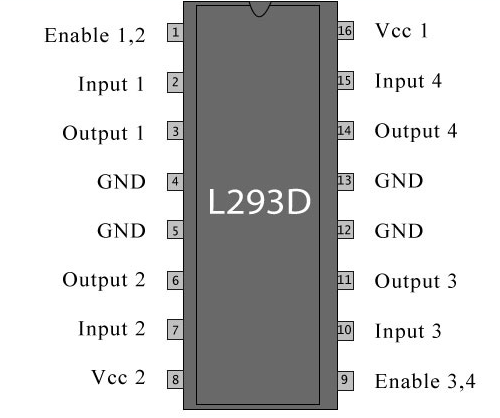 Enable 1,2 1 16 Vcc 1
Input 1 2 15 Input 4
Output 1 3 14 Output 4
GND 4 13 GND
L293D
GND 5 12 GND
Output 2 6 11 Output 3
Input 2 7 10 Input 3
Vcc 2 8 9 Enable 3,4